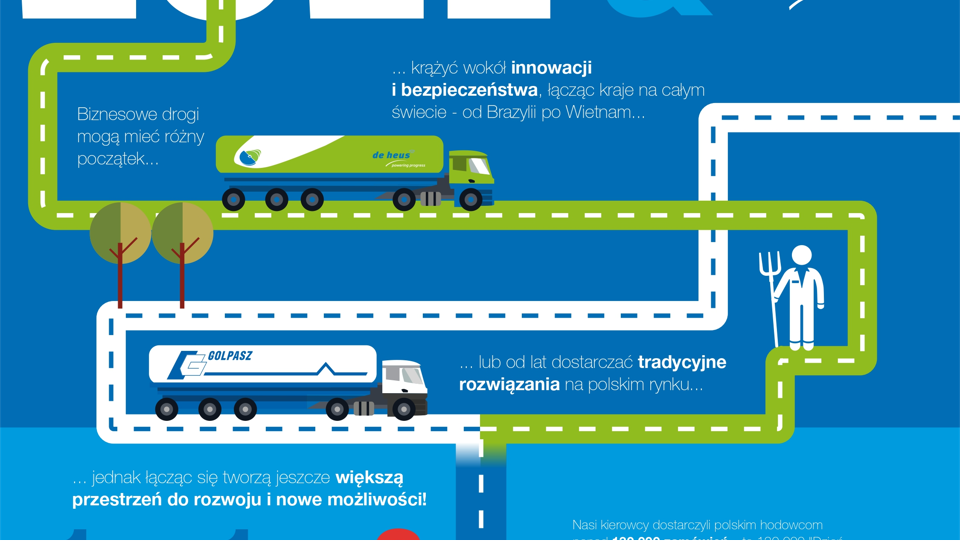 ... krążyć wokół innowacji
i bezpieczeństwa, łącząc kraje na całym
świecie - od Brazylii po Wietnam...
Biznesowe drogi
mogą mieć różny
początek...
de heus
powering progress
GOLPASZ
... lub od lat dostarczać tradycyjne
rozwiązania na polskim rynku...
... jednak łącząc się tworzą jeszcze większą
przestrzeń do rozwoju i nowe możliwości!
Nasi kierowcy dostarczyli polskim hodowcom